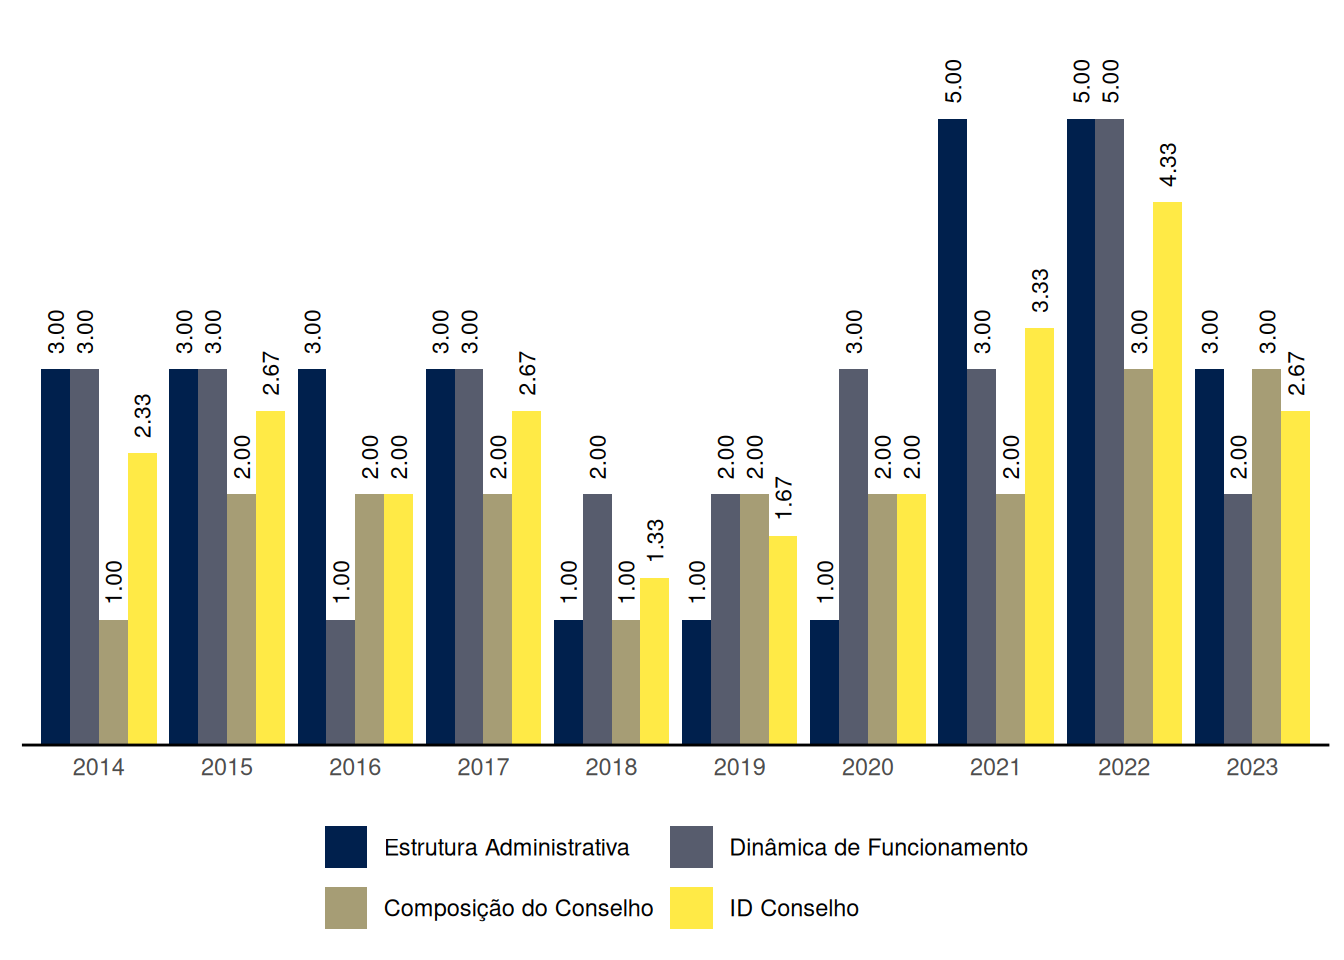 5.00
5.00 5.00
4.33
3.33
3.00 3.00 3.00 3.00 3.00 3.00 3.00 3.00 3.00 3.00 3.00 3.00
2.67 2.67 2.67
2.33
2.00 2.00 2.00 2.00 2.00 2.00 2.00 2.00 2.00 2.00 2.00
1.67
1.33
1.00 1.00 1.00 1.00 1.00 1.00
2014 2015 2016 2017 2018 2019 2020 2021 2022 2023
Estrutura Administrativa Dinâmica de Funcionamento
Composição do Conselho ID Conselho